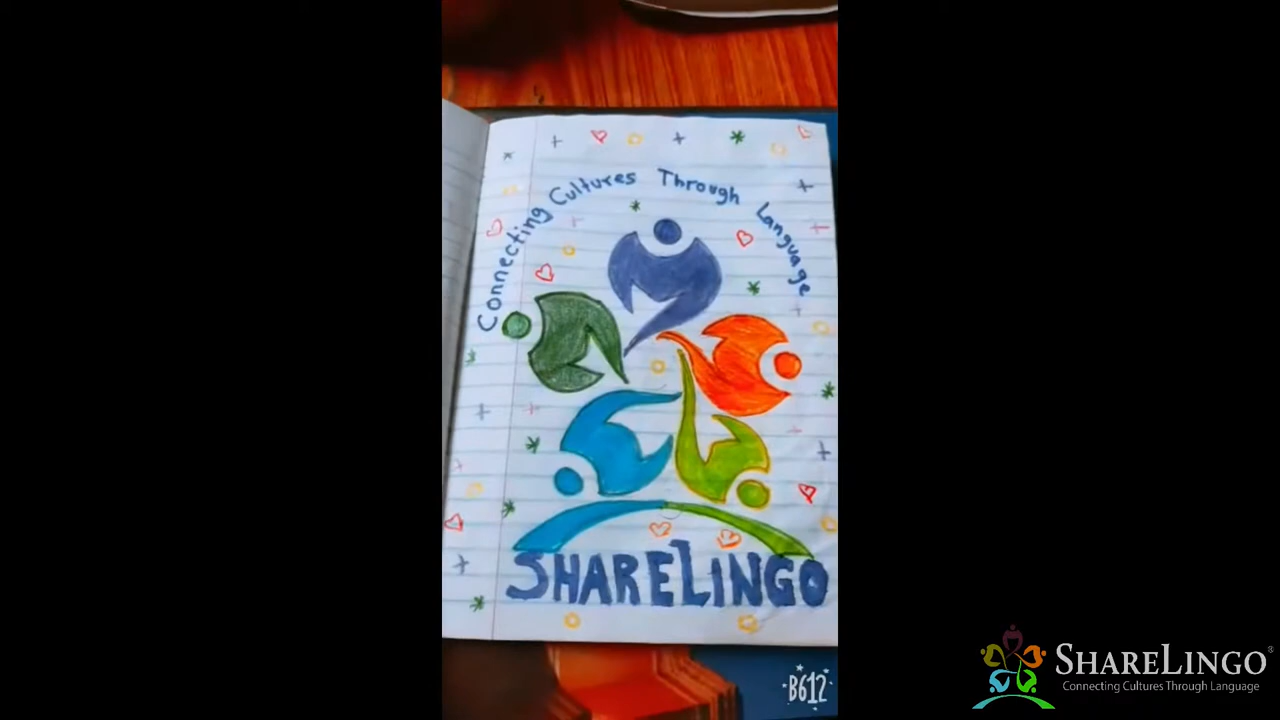 Connecting Cultures Through Language
SHARELINGO
B612
SHARELINGO®
Connecting Cultures Through Language